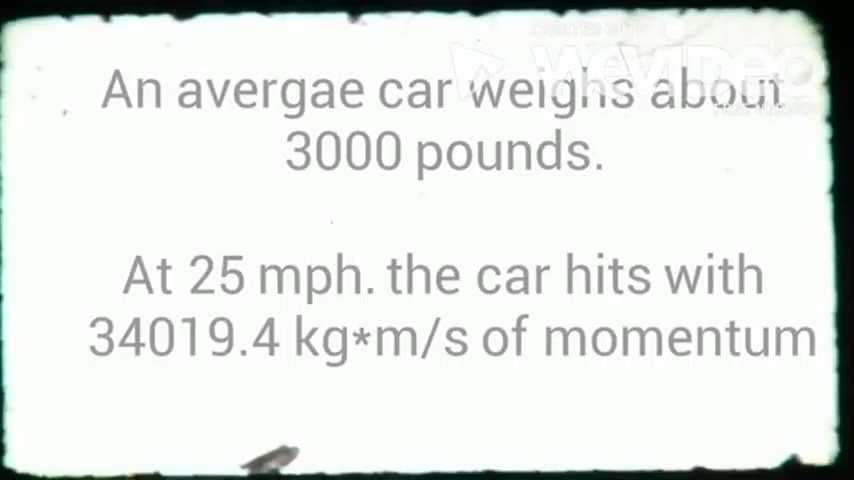 An avergae car weighs about
3000 pounds.
At 25 mph. the car hits with
34019.4 kg*m/s of momentum